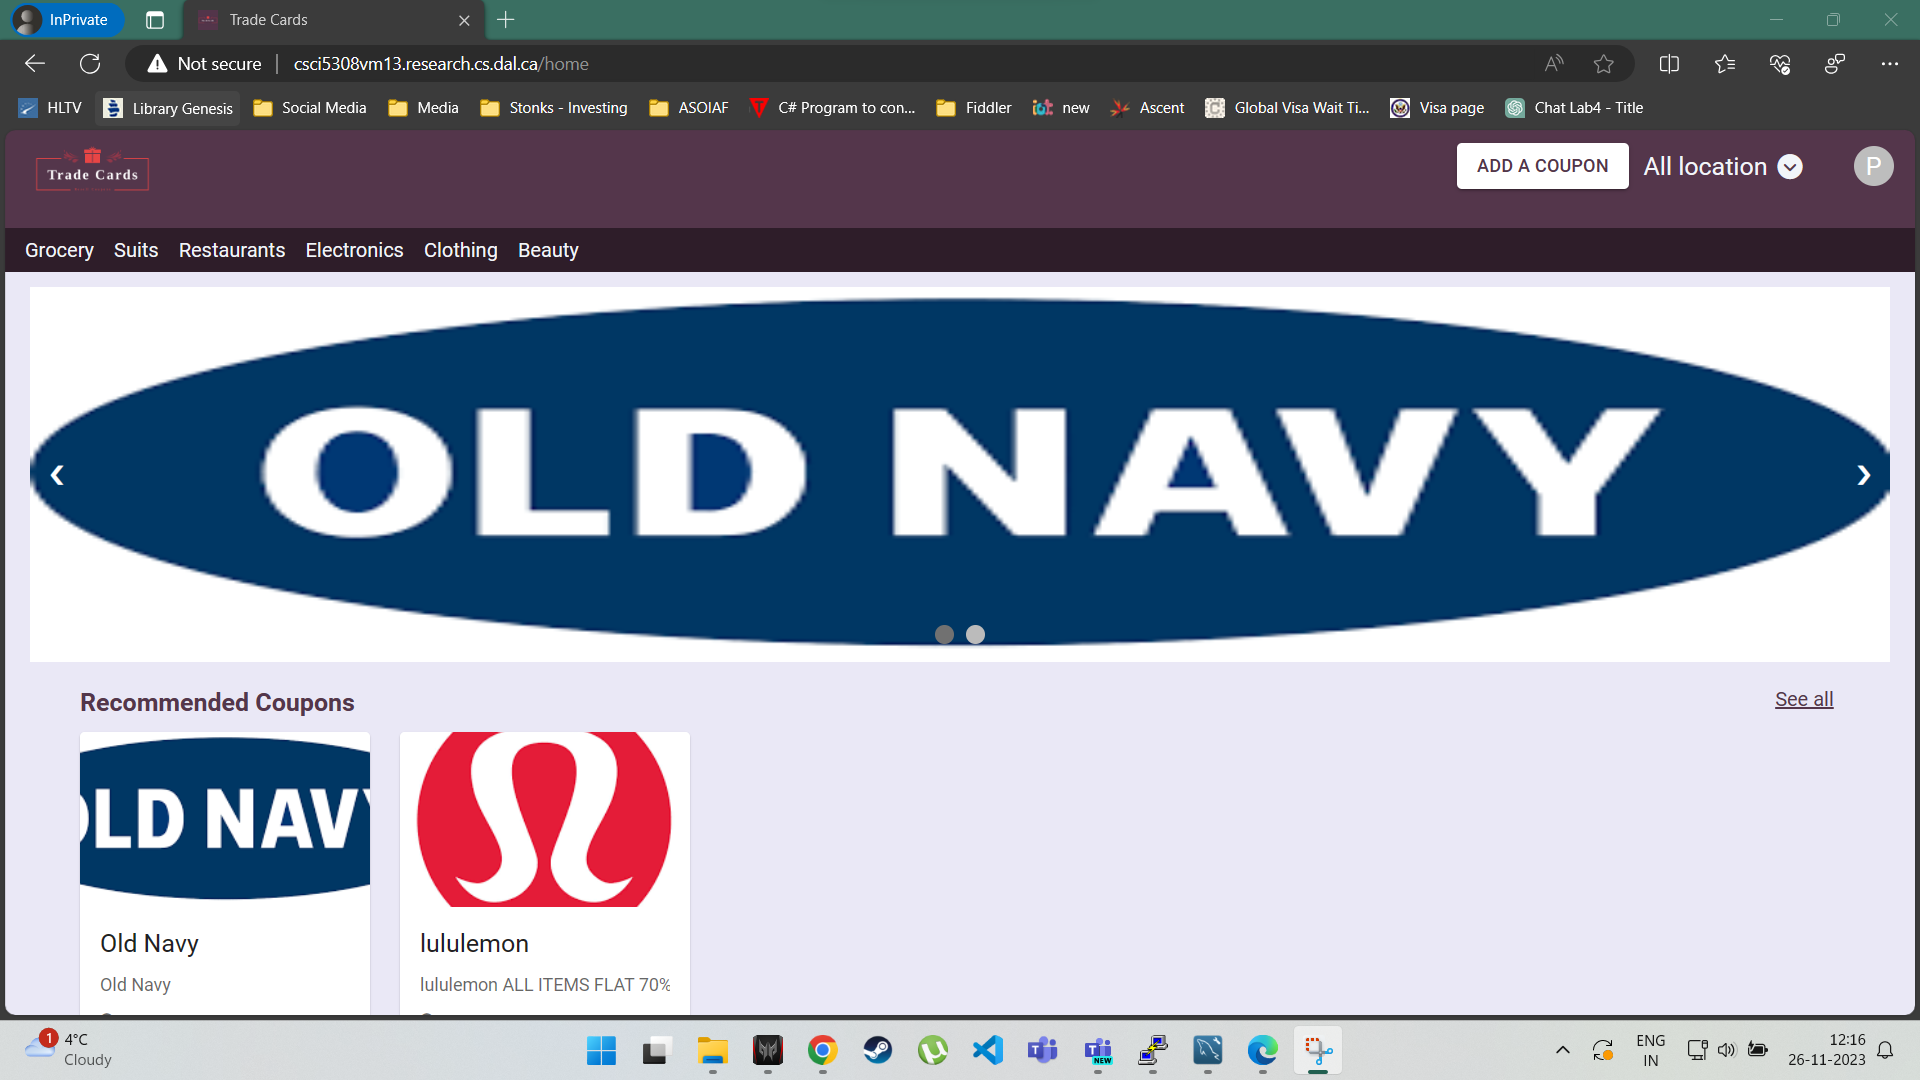 InPrivate
Trade Cards
Not secure
csci5308vm13.research.cs.dal.ca/home
HLTV
Library Genesis
Social Media
Media
Stonks - Investing
ASOIAF
C# Program to con...
Fiddler
new
Ascent
Global Visa Wait Ti...
Visa page
Chat Lab4 - Title
Trade Cards
ADD A COUPON
All location
P
Grocery
Suits
Restaurants
Electronics
Clothing
Beauty
OLD NAVY
Recommended Coupons
See all
OLD NAVY
Old Navy
Old Navy
lululemon
lululemon ALL ITEMS FLAT 70%
1
4°C
Cloudy
NEW
ENG
IN
12:16
26-11-2023